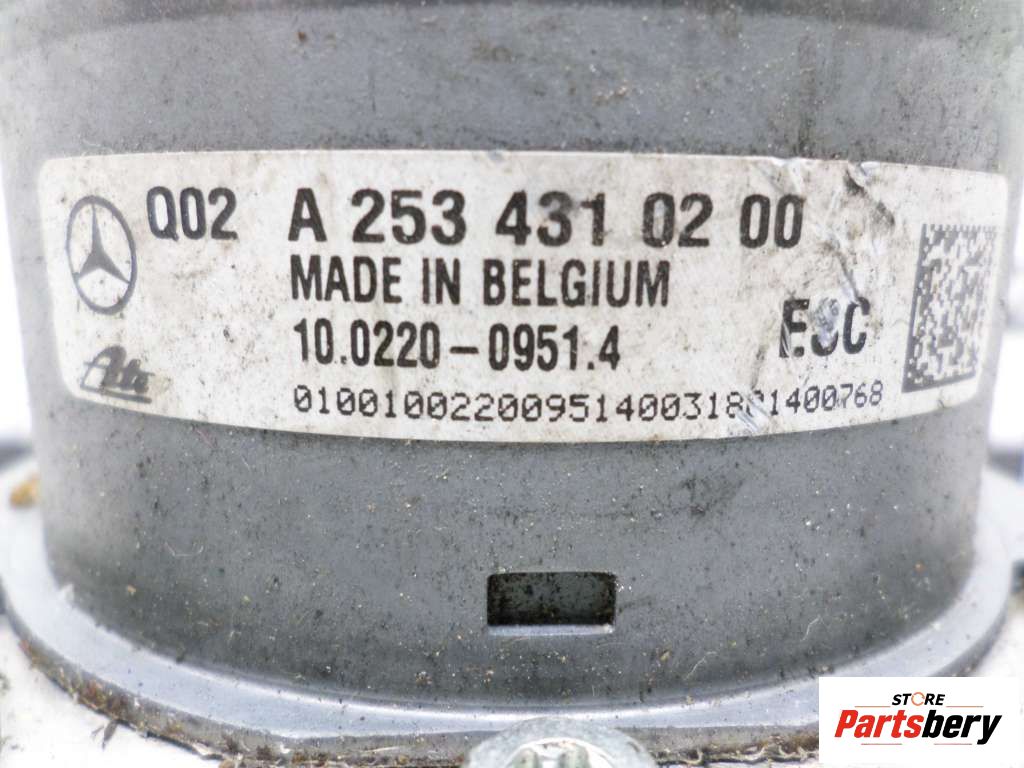 Q02 A 253 431 02 00
MADE IN BELGIUM
10.0220-0951.4 ESC
Ate
STORE
Partsbery